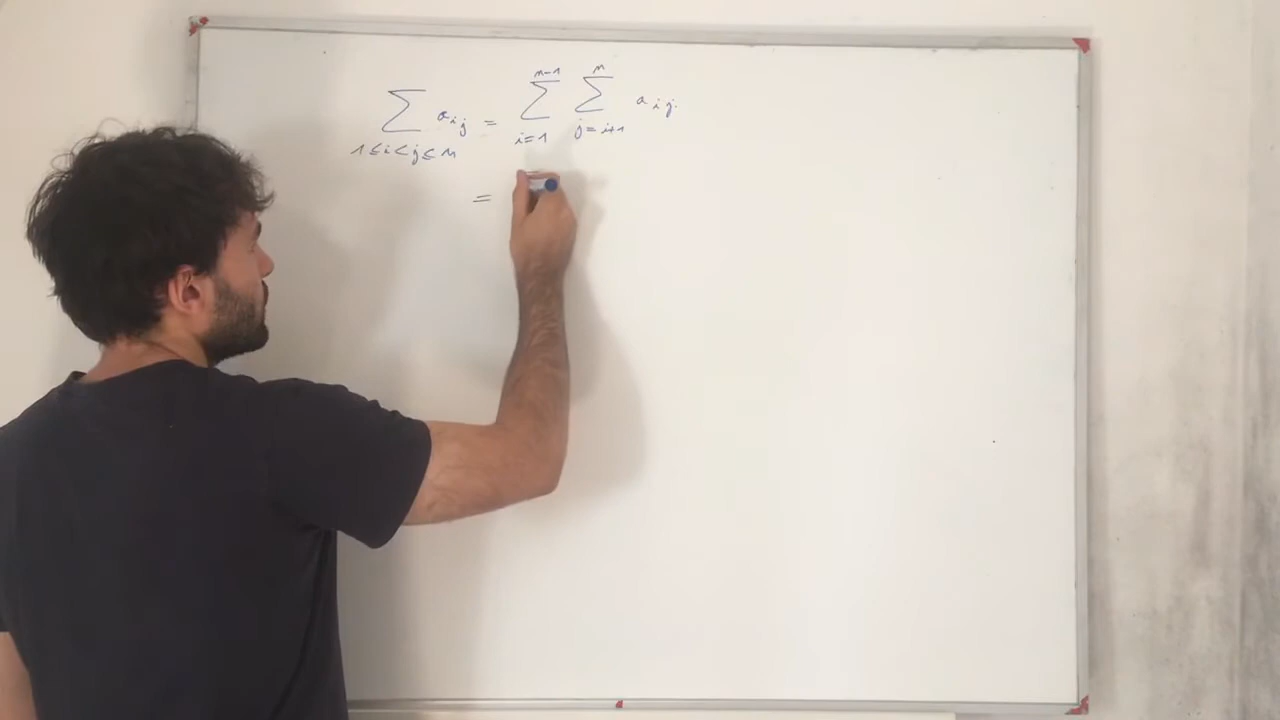 ∑_{1≤i<j≤n} a_{ij} = ∑_{i=1}^{n-1} ∑_{j=i+1}^{n} a_{ij}
=